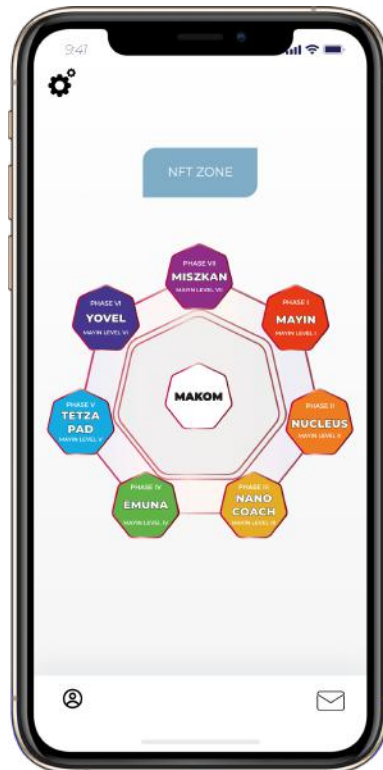 9:41
NFT ZONE
PHASE VII
MISZKAN
MAYIN LEVEL VII
PHASE VI
YOVEL
MAYIN LEVEL VI
PHASE I
MAYIN
MAYIN LEVEL I
PHASE V
TETZA
PAD
MAYIN LEVEL V
MAKOM
PHASE II
NUCLEUS
MAYIN LEVEL II
PHASE IV
EMUNA
MAYIN LEVEL IV
PHASE III
NANO
COACH
MAYIN LEVEL III